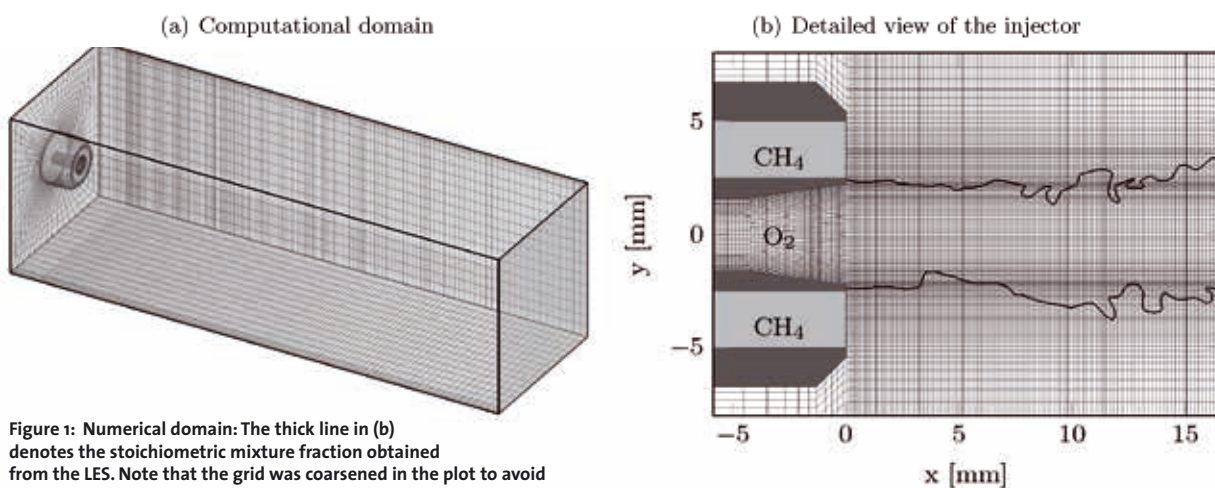 (a) Computational domain
(b) Detailed view of the injector
5
0
−5
y [mm]
CH₄
O₂
CH₄
−5
0
5
10
15
x [mm]
Figure 1: Numerical domain: The thick line in (b)
denotes the stoichiometric mixture fraction obtained
from the LES. Note that the grid was coarsened in the plot to avoid